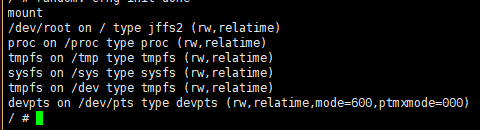 / # random: crng init done
mount
/dev/root on / type jffs2 (rw,relatime)
proc on /proc type proc (rw,relatime)
tmpfs on /tmp type tmpfs (rw,relatime)
sysfs on /sys type sysfs (rw,relatime)
tmpfs on /dev type tmpfs (rw,relatime)
devpts on /dev/pts type devpts (rw,relatime,mode=600,ptmxmode=000)
/ #